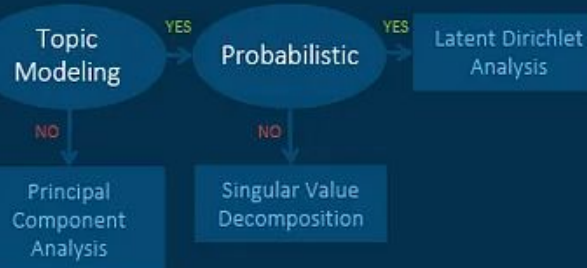 Topic
Modeling
YES
Probabilistic
YES
Latent Dirichlet
Analysis
NO
NO
Principal
Component
Analysis
Singular Value
Decomposition